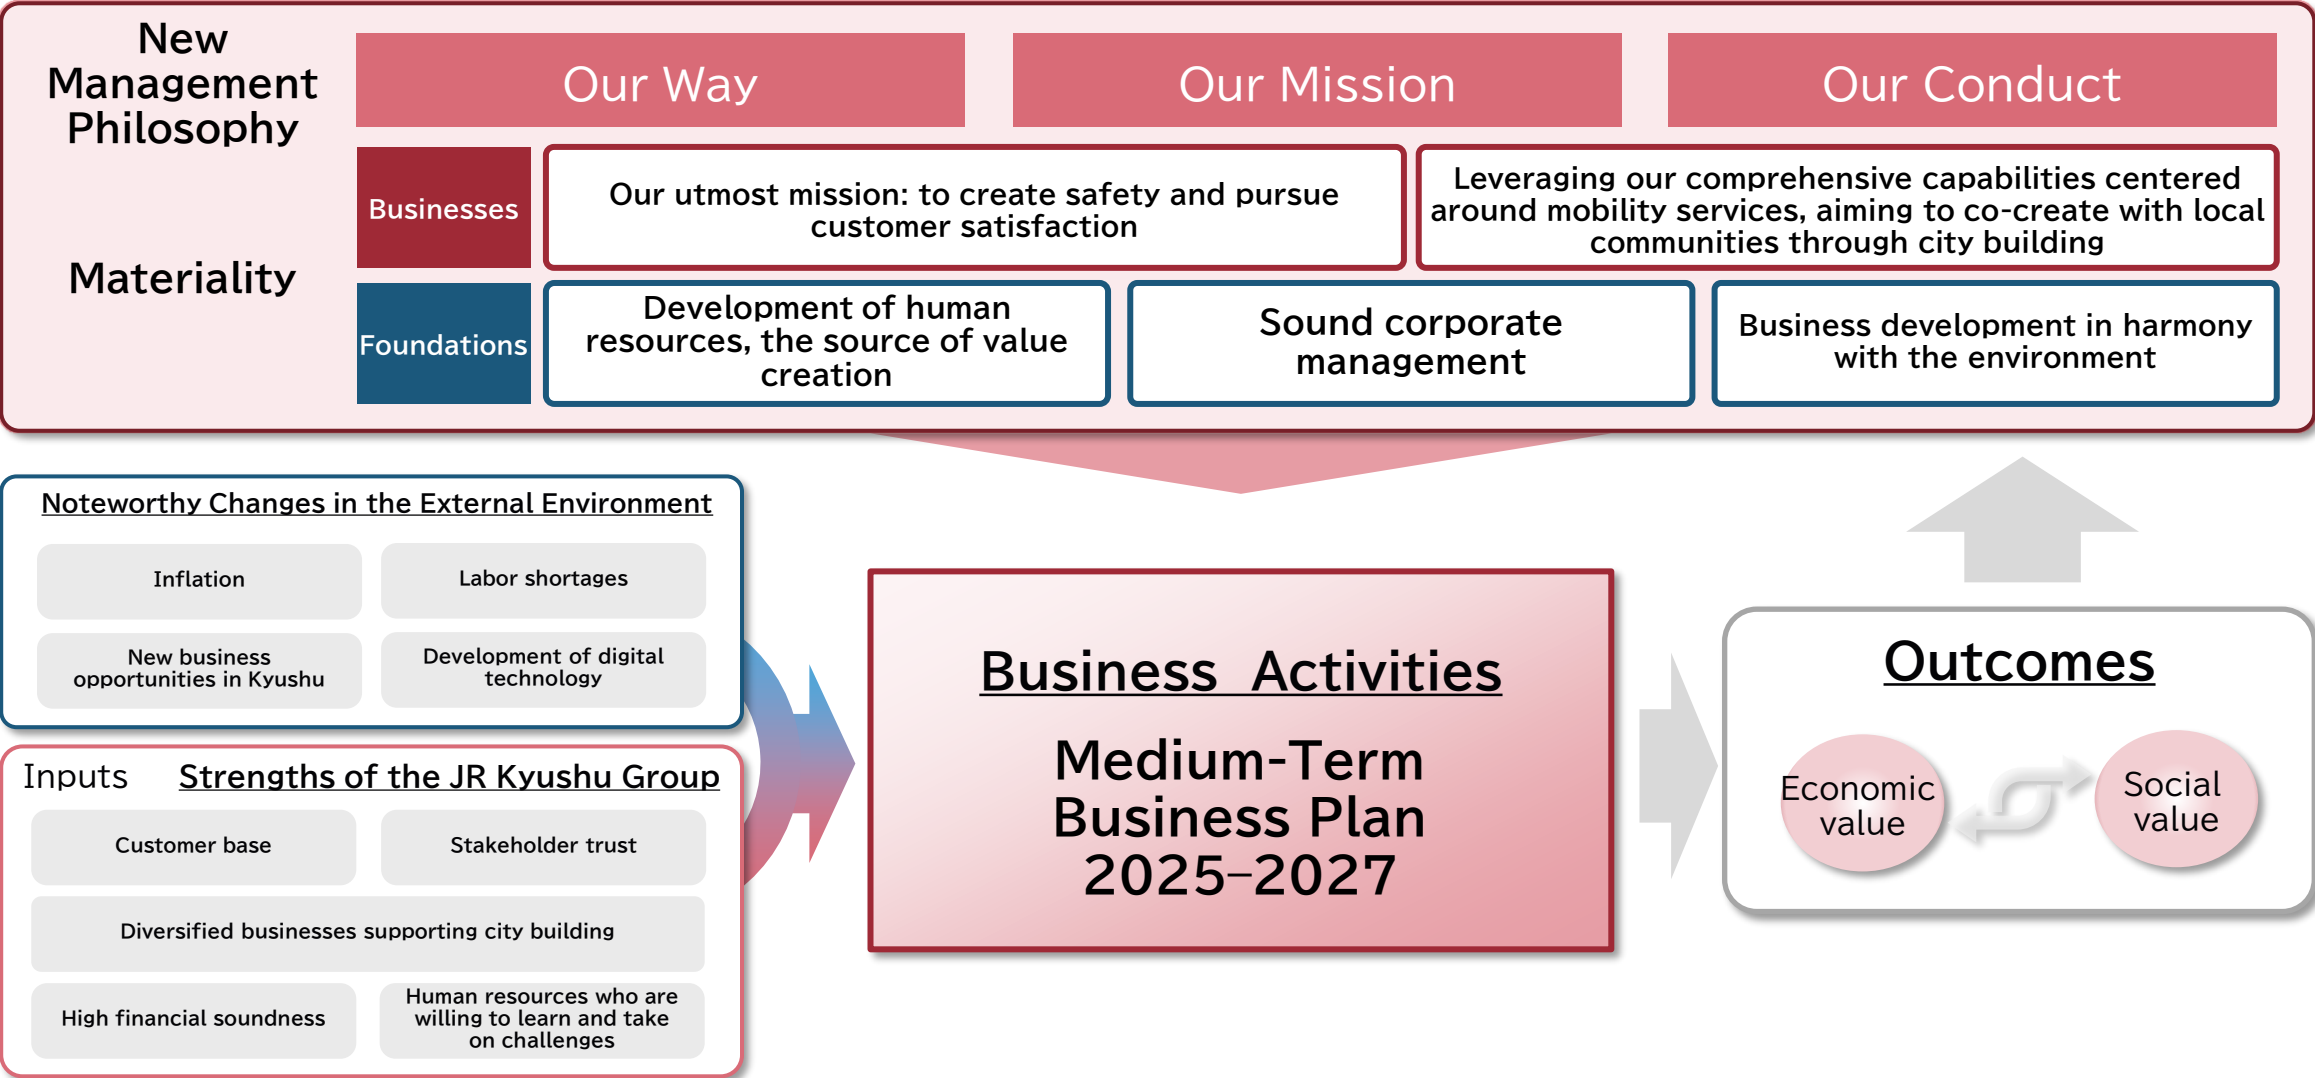 New
Management
Philosophy
Our Way
Our Mission
Our Conduct
Materiality
Businesses
Our utmost mission: to create safety and pursue
customer satisfaction
Leveraging our comprehensive capabilities centered
around mobility services, aiming to co-create with local
communities through city building
Foundations
Development of human
resources, the source of value
creation
Sound corporate
management
Business development in harmony
with the environment
Noteworthy Changes in the External Environment
Inflation
Labor shortages
New business
opportunities in Kyushu
Development of digital
technology
Inputs
Strengths of the JR Kyushu Group
Customer base
Stakeholder trust
Diversified businesses supporting city building
High financial soundness
Human resources who are
willing to learn and take
on challenges
Business Activities
Medium-Term
Business Plan
2025–2027
Outcomes
Economic
value
Social
value